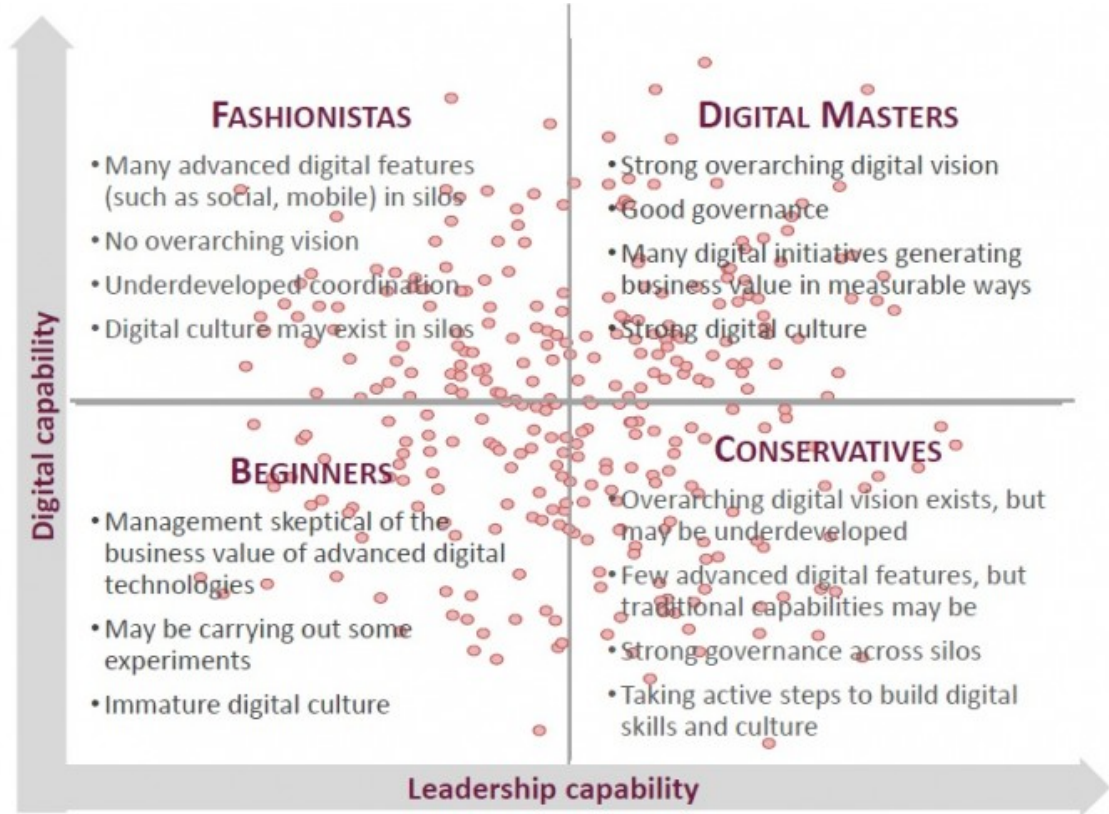 FASHIONISTAS
• Many advanced digital features
(such as social, mobile) in silos
• No overarching vision
• Underdeveloped coordination
• Digital culture may exist in silos
DIGITAL MASTERS
• Strong overarching digital vision
• Good governance
• Many digital initiatives generating
business value in measurable ways
• Strong digital culture
Digital capability
BEGINNERS
• Management skeptical of the
business value of advanced digital
technologies
• May be carrying out some
experiments
• Immature digital culture
CONSERVATIVES
• Overarching digital vision exists, but
may be underdeveloped
• Few advanced digital features, but
traditional capabilities may be
• Strong governance across silos
• Taking active steps to build digital
skills and culture
Leadership capability